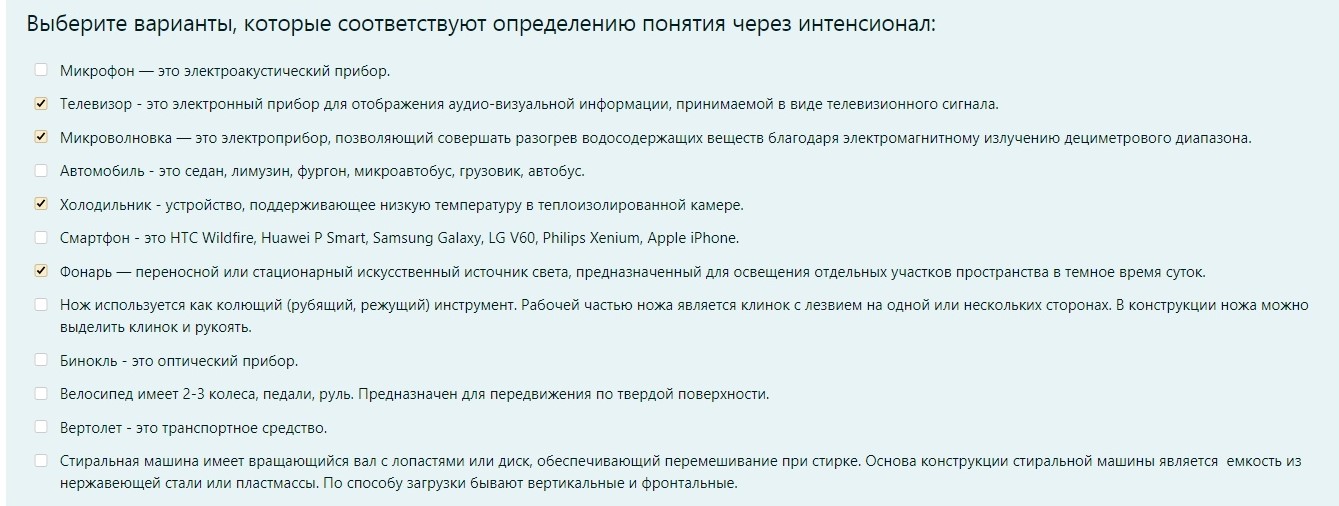 Выберите варианты, которые соответствуют определению понятия через интенсионал:
Микрофон — это электроакустический прибор.
Телевизор - это электронный прибор для отображения аудио-визуальной информации, принимаемой в виде телевизионного сигнала.
Микроволновка — это электроприбор, позволяющий совершать разогрев водосодержащих веществ благодаря электромагнитному излучению дециметрового диапазона.
Автомобиль - это седан, лимузин, фургон, микроавтобус, грузовик, автобус.
Холодильник - устройство, поддерживающее низкую температуру в теплоизолированной камере.
Смартфон - это HTC Wildfire, Huawei P Smart, Samsung Galaxy, LG V60, Philips Xenium, Apple iPhone.
Фонарь — переносной или стационарный искусственный источник света, предназначенный для освещения отдельных участков пространства в темное время суток.
Нож используется как колющий (рубящий, режущий) инструмент. Рабочей частью ножа является клинок с лезвием на одной или нескольких сторонах. В конструкции ножа можно
выделить клинок и рукоять.
Бинокль - это оптический прибор.
Велосипед имеет 2-3 колеса, педали, руль. Предназначен для передвижения по твердой поверхности.
Вертолет - это транспортное средство.
Стиральная машина имеет вращающийся вал с лопастями или диск, обеспечивающий перемешивание при стирке. Основа конструкции стиральной машины является емкость из
нержавеющей стали или пластмассы. По способу загрузки бывают вертикальные и фронтальные.